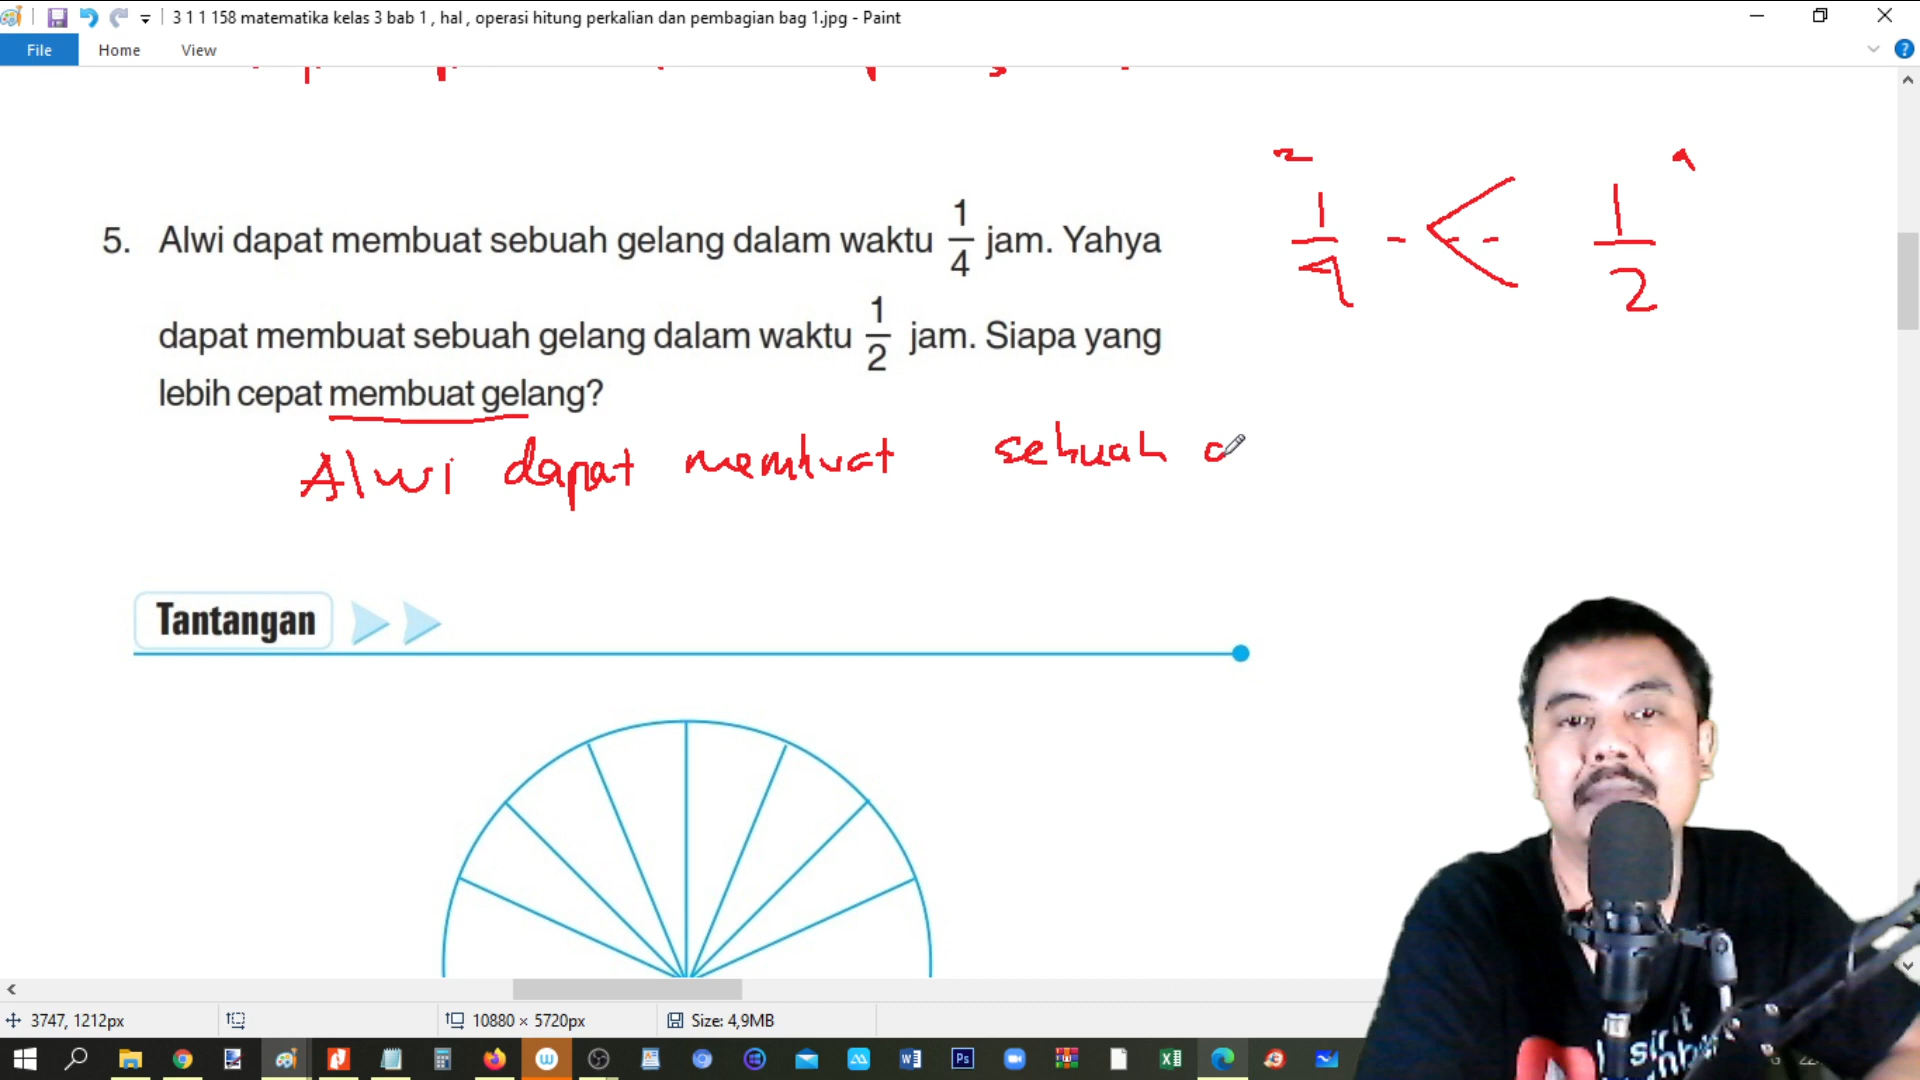 3 1 1 158 matematika kelas 3 bab 1 , hal , operasi hitung perkalian dan pembagian bag 1.jpg - Paint
File Home View
2 4
1/4 < 1/2
5. Alwi dapat membuat sebuah gelang dalam waktu 1/4 jam. Yahya
dapat membuat sebuah gelang dalam waktu 1/2 jam. Siapa yang
lebih cepat membuat gelang?
Alwi dapat membuat sebuah
Tantangan
3747, 1212px 10880 × 5720px Size: 4,9MB